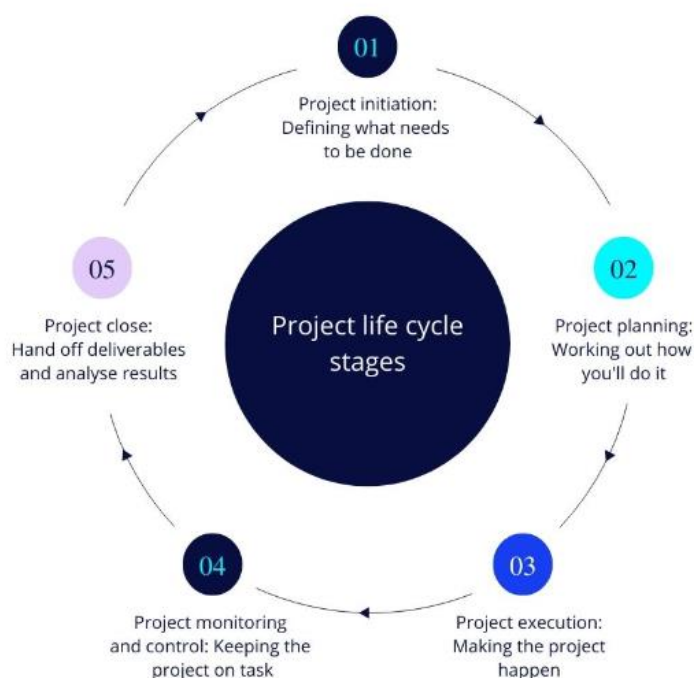 01
Project initiation:
Defining what needs
to be done
02
Project planning:
Working out how
you'll do it
03
Project execution:
Making the project
happen
04
Project monitoring
and control: Keeping the
project on task
05
Project close:
Hand off deliverables
and analyse results
Project life cycle
stages